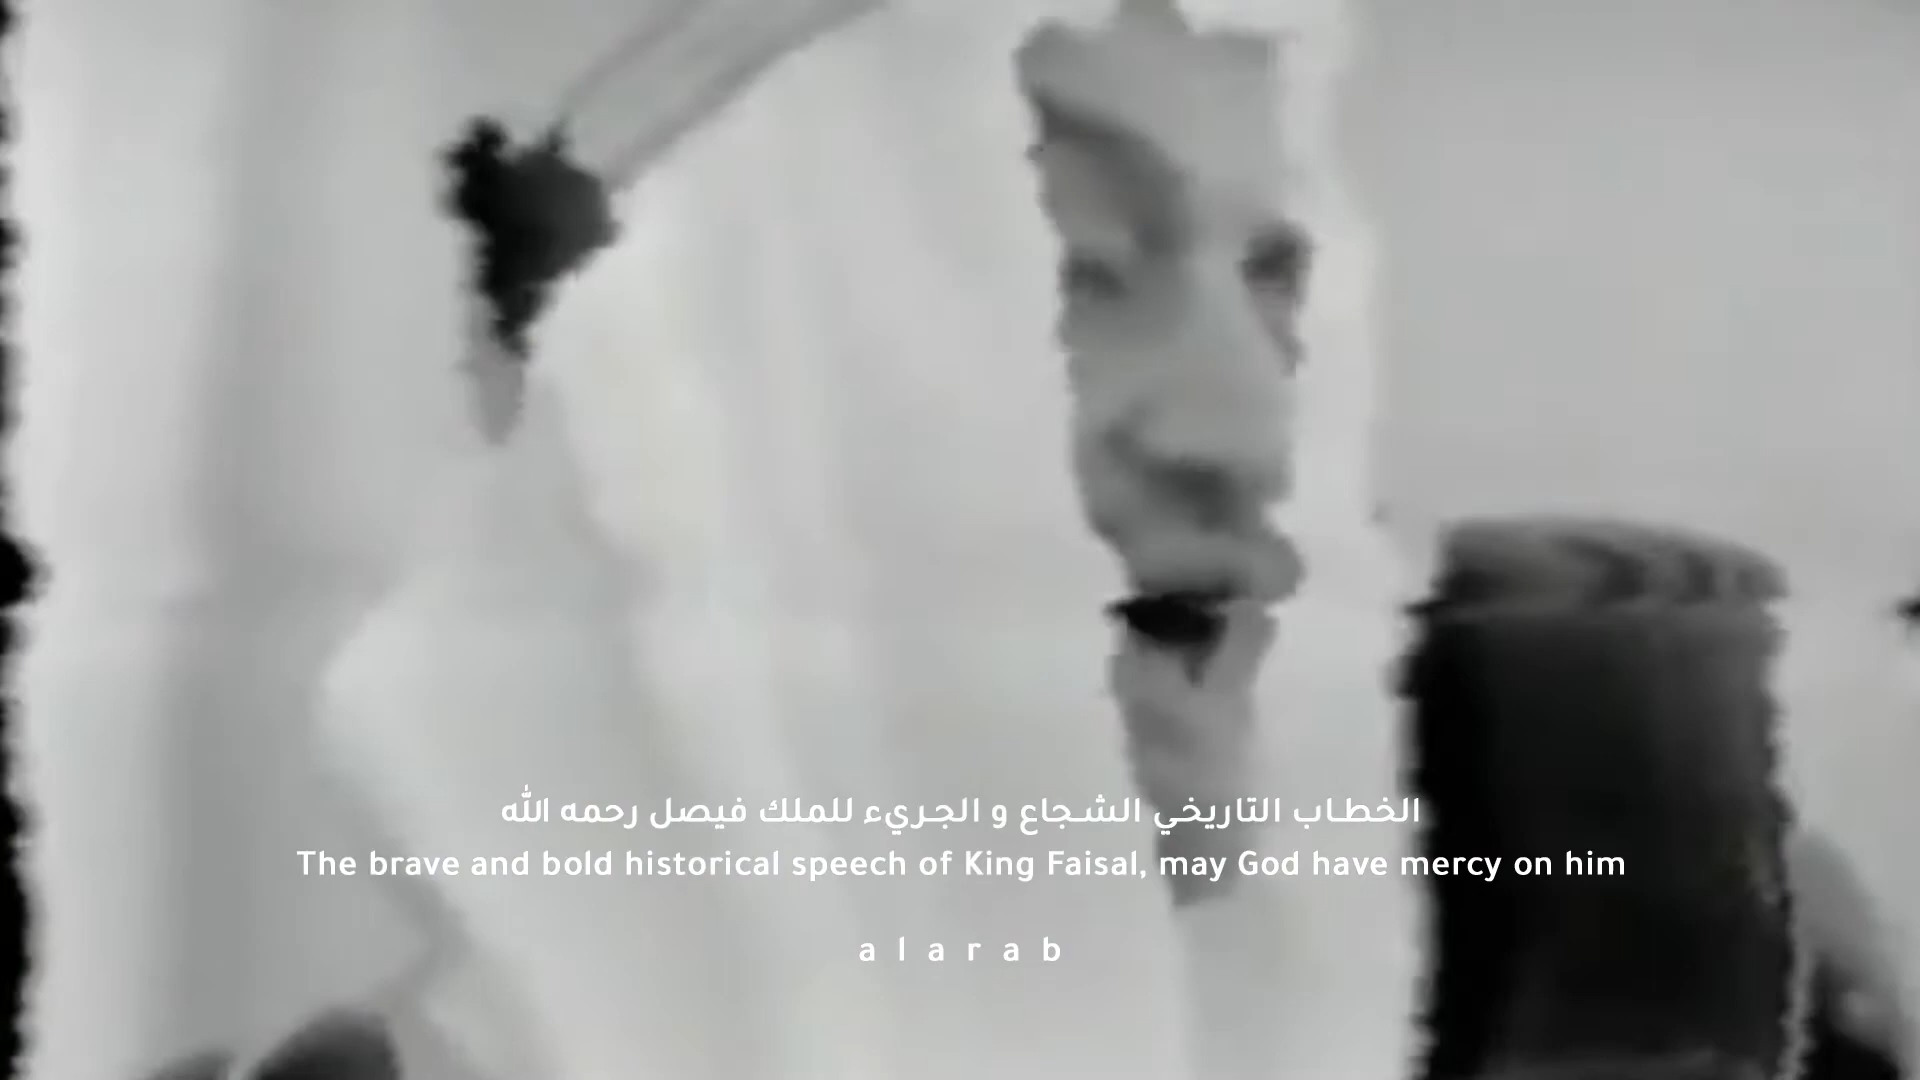 الخطاب التاريخي الشجاع و الجريء للملك فيصل رحمه الله
The brave and bold historical speech of King Faisal, may God have mercy on him
a l a r a b